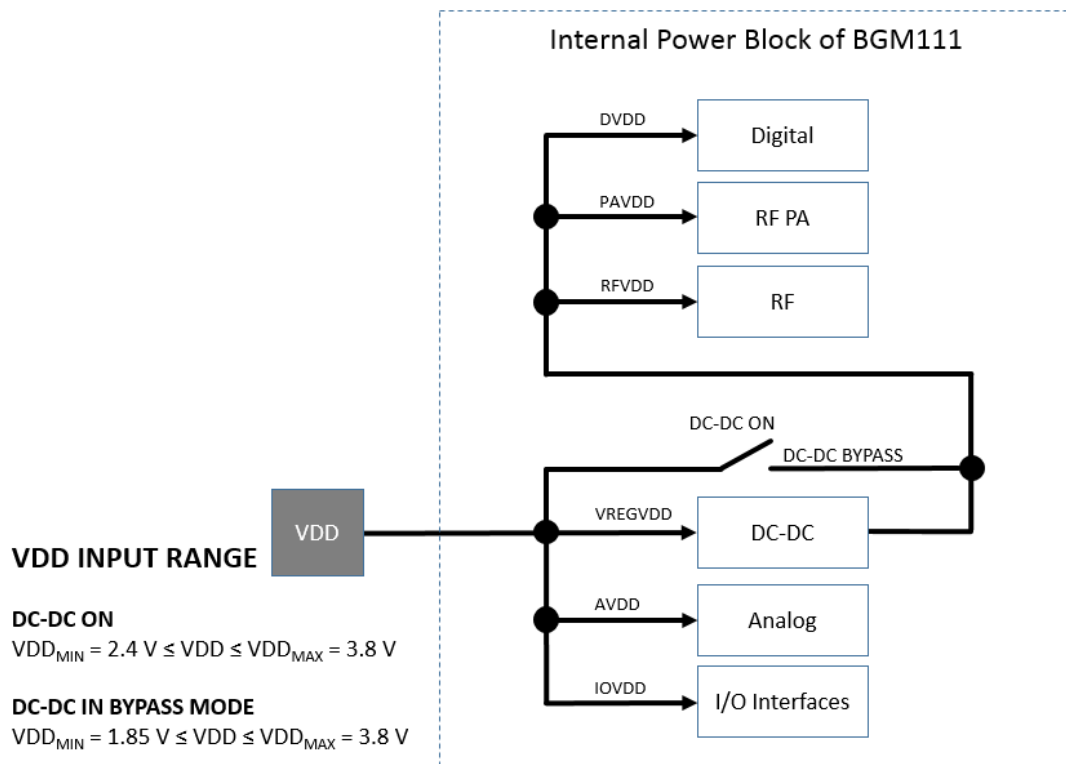 Internal Power Block of BGM111
DVDD
Digital
PAVDD
RF PA
RFVDD
RF
DC-DC ON
DC-DC BYPASS
VDD
VREGVDD
DC-DC
VDD INPUT RANGE
AVDD
Analog
DC-DC ON
VDDMIN = 2.4 V ≤ VDD ≤ VDDMAX = 3.8 V
IOVDD
I/O Interfaces
DC-DC IN BYPASS MODE
VDDMIN = 1.85 V ≤ VDD ≤ VDDMAX = 3.8 V